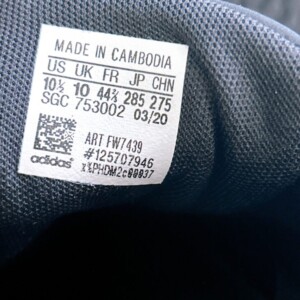 MADE IN CAMBODIA
US UK FR JP CHN
10½ 10 44⅔ 285 275
SGC 753002 03/20
ART FW7439
#125707946
adidas